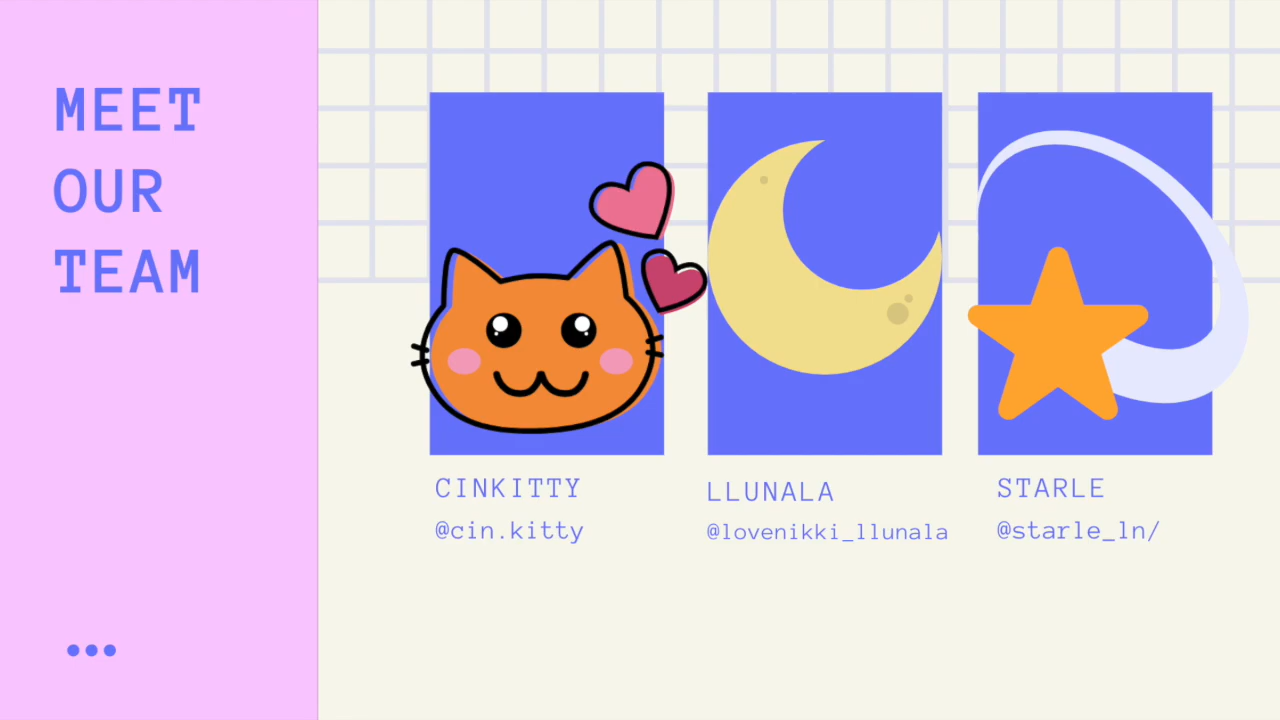 MEET
OUR
TEAM
CINKITTY
@cin.kitty
LLUNALA
@lovenikki_llunala
STARLE
@starle_ln/